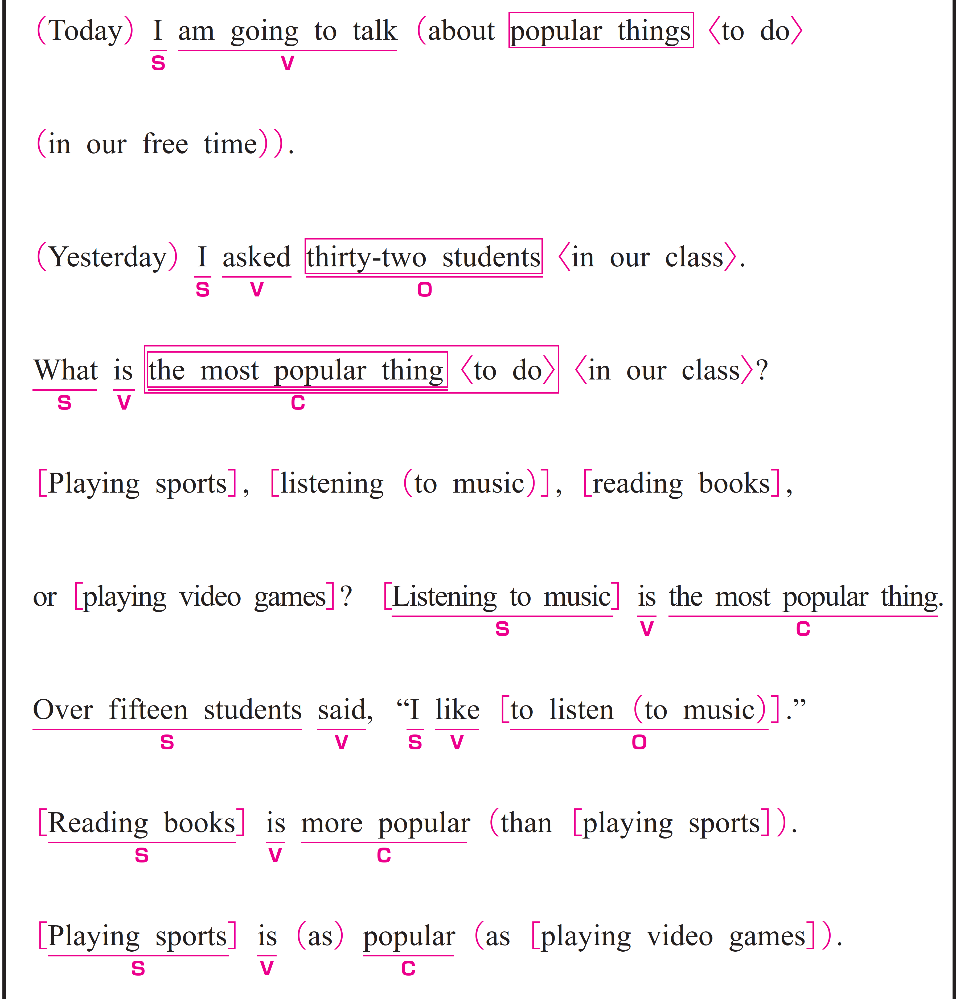 (Today) I am going to talk (about popular things 〈to do〉
S V
(in our free time)).
(Yesterday) I asked thirty-two students 〈in our class〉.
S V O
What is the most popular thing 〈to do〉 〈in our class〉?
S V C
[Playing sports], [listening (to music)], [reading books],
or [playing video games]? [Listening to music] is the most popular thing.
S V C
Over fifteen students said, “I like [to listen (to music)].”
S V S V O
[Reading books] is more popular (than [playing sports]).
S V C
[Playing sports] is (as) popular (as [playing video games]).
S V C